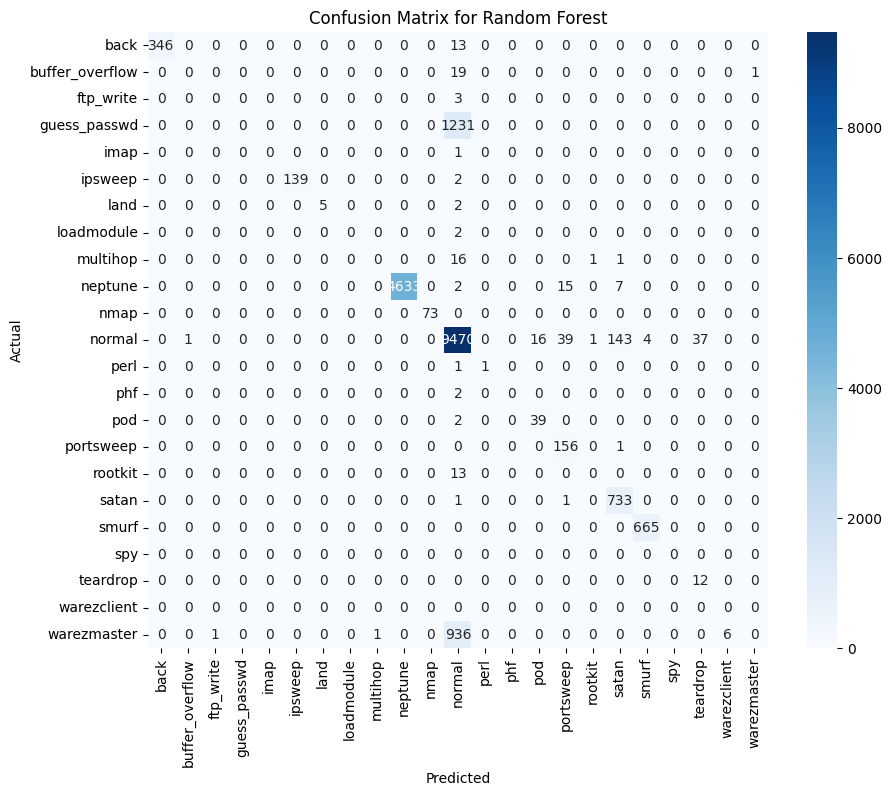 Confusion Matrix for Random Forest
back 346 0 0 0 0 0 0 0 0 0 0 13 0 0 0 0 0 0 0 0 0 0 0
buffer_overflow 0 0 0 0 0 0 0 0 0 0 0 19 0 0 0 0 0 0 0 0 0 0 1
ftp_write 0 0 0 0 0 0 0 0 0 0 0 3 0 0 0 0 0 0 0 0 0 0 0
guess_passwd 0 0 0 0 0 0 0 0 0 0 0 1231 0 0 0 0 0 0 0 0 0 0 0
imap 0 0 0 0 0 0 0 0 0 0 0 1 0 0 0 0 0 0 0 0 0 0 0
ipsweep 0 0 0 0 0 139 0 0 0 0 0 2 0 0 0 0 0 0 0 0 0 0 0
land 0 0 0 0 0 0 5 0 0 0 0 2 0 0 0 0 0 0 0 0 0 0 0
loadmodule 0 0 0 0 0 0 0 0 0 0 0 2 0 0 0 0 0 0 0 0 0 0 0
multihop 0 0 0 0 0 0 0 0 0 0 0 16 0 0 0 0 1 1 0 0 0 0 0
neptune 0 0 0 0 0 0 0 0 0 4633 0 2 0 0 0 15 0 7 0 0 0 0 0
nmap 0 0 0 0 0 0 0 0 0 0 73 0 0 0 0 0 0 0 0 0 0 0 0
normal 0 1 0 0 0 0 0 0 0 0 0 9470 0 0 16 39 1 143 4 0 37 0 0
perl 0 0 0 0 0 0 0 0 0 0 0 1 1 0 0 0 0 0 0 0 0 0 0
phf 0 0 0 0 0 0 0 0 0 0 0 2 0 0 0 0 0 0 0 0 0 0 0
pod 0 0 0 0 0 0 0 0 0 0 0 2 0 0 39 0 0 0 0 0 0 0 0
portsweep 0 0 0 0 0 0 0 0 0 0 0 0 0 0 0 156 0 1 0 0 0 0 0
rootkit 0 0 0 0 0 0 0 0 0 0 0 13 0 0 0 0 0 0 0 0 0 0 0
satan 0 0 0 0 0 0 0 0 0 0 0 1 0 0 0 1 0 733 0 0 0 0 0
smurf 0 0 0 0 0 0 0 0 0 0 0 0 0 0 0 0 0 0 665 0 0 0 0
spy 0 0 0 0 0 0 0 0 0 0 0 0 0 0 0 0 0 0 0 0 0 0 0
teardrop 0 0 0 0 0 0 0 0 0 0 0 0 0 0 0 0 0 0 0 0 12 0 0
warezclient 0 0 0 0 0 0 0 0 0 0 0 0 0 0 0 0 0 0 0 0 0 0 0
warezmaster 0 0 1 0 0 0 0 0 1 0 0 936 0 0 0 0 0 0 0 0 0 6 0
Actual
back
buffer_overflow
ftp_write
guess_passwd
imap
ipsweep
land
loadmodule
multihop
neptune
nmap
normal
perl
phf
pod
portsweep
rootkit
satan
smurf
spy
teardrop
warezclient
warezmaster
Predicted
8000
6000
4000
2000
0